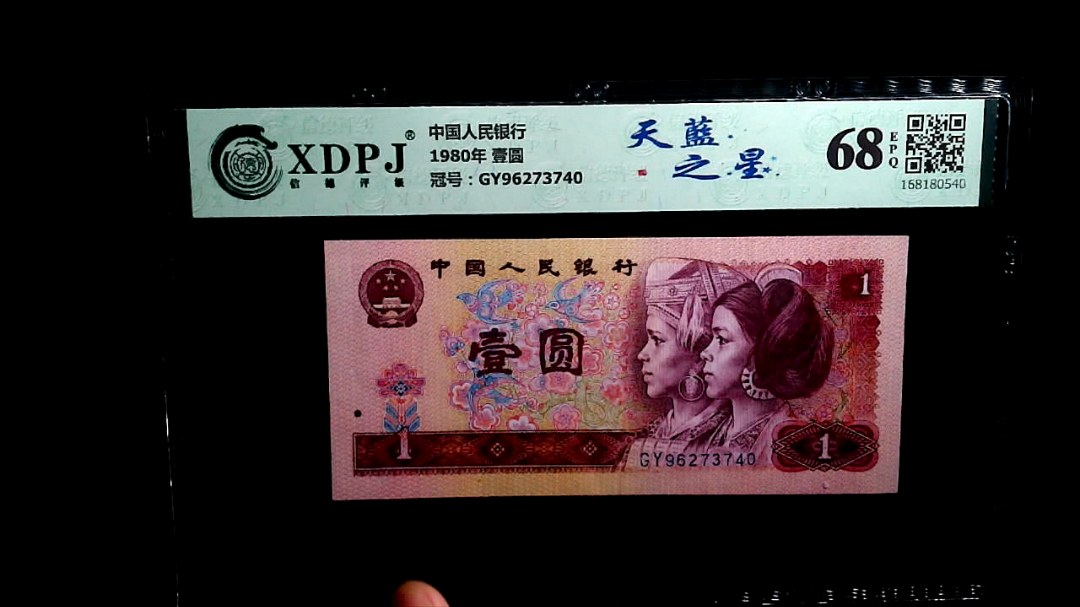 XDPJ®
信德评级
中国人民银行
1980年 壹圆
冠号：GY96273740
天藍
之星
68
EPQ
168180540
中国人民银行
1
壹圆
1
GY96273740
1